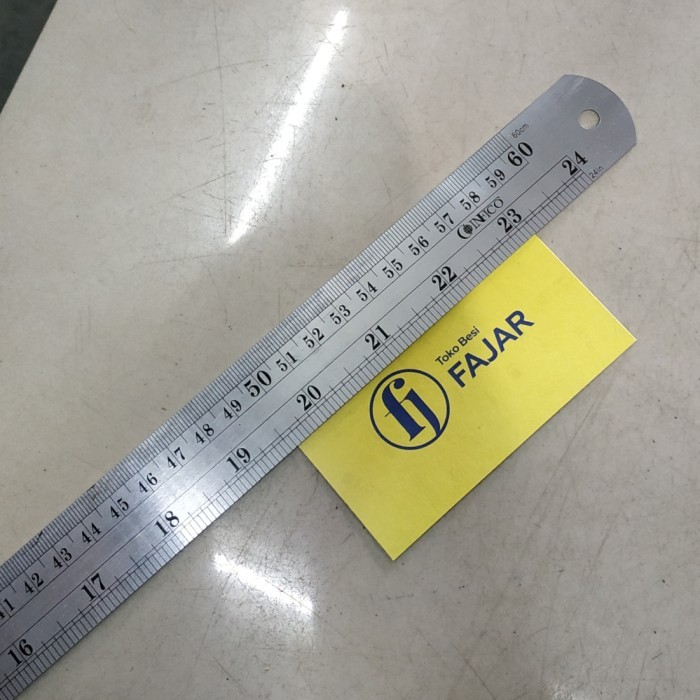 60cm
41 42 43 44 45 46 47 48 49 50 51 52 53 54 55 56 57 58 59 60
INECO
16 17 18 19 20 21 22 23 24
24in
Toko Besi
FAJAR
fj